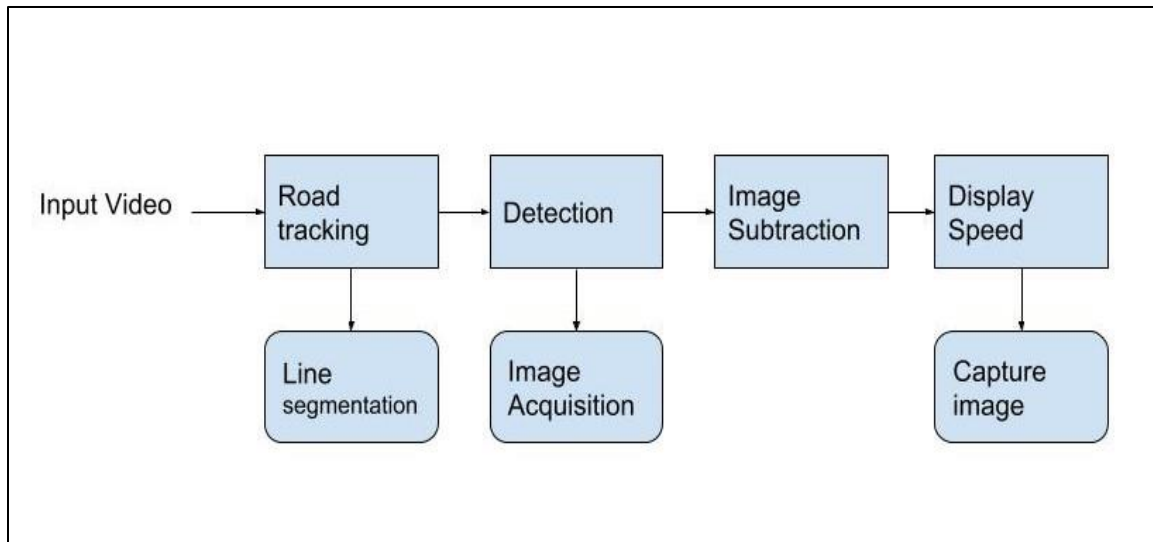 Input Video
Road
tracking
Detection
Image
Subtraction
Display
Speed
Line
segmentation
Image
Acquisition
Capture
image